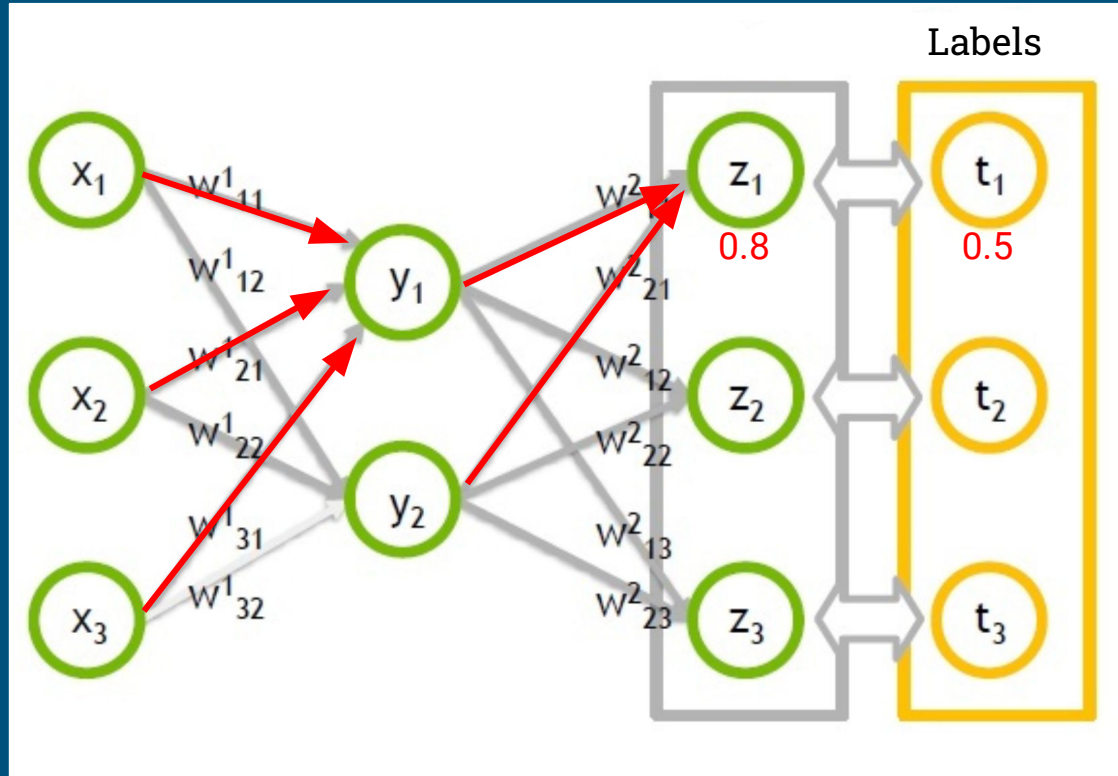 Labels
x₁
w¹₁₁
w²
z₁
t₁
0.8
0.5
w¹₁₂
y₁
w²₂₁
w¹₂₁
w²₁₂
x₂
z₂
t₂
w¹₂₂
w²₂₂
y₂
w¹₃₁
w²₁₃
w¹₃₂
w²₂₃
x₃
z₃
t₃